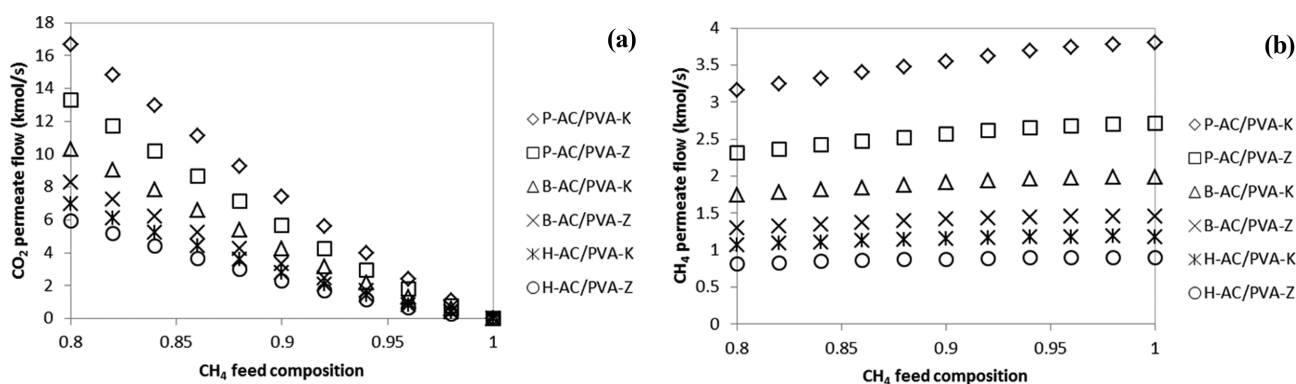 18
16
14
12
10
8
6
4
2
0
CO₂ permeate flow (kmol/s)
0.8 0.85 0.9 0.95 1
CH₄ feed composition
(a)
P-AC/PVA-K
P-AC/PVA-Z
B-AC/PVA-K
B-AC/PVA-Z
H-AC/PVA-K
H-AC/PVA-Z
4
3.5
3
2.5
2
1.5
1
0.5
0
CH₄ permeate flow (kmol/s)
0.8 0.85 0.9 0.95 1
CH₄ feed composition
(b)
P-AC/PVA-K
P-AC/PVA-Z
B-AC/PVA-K
B-AC/PVA-Z
H-AC/PVA-K
H-AC/PVA-Z